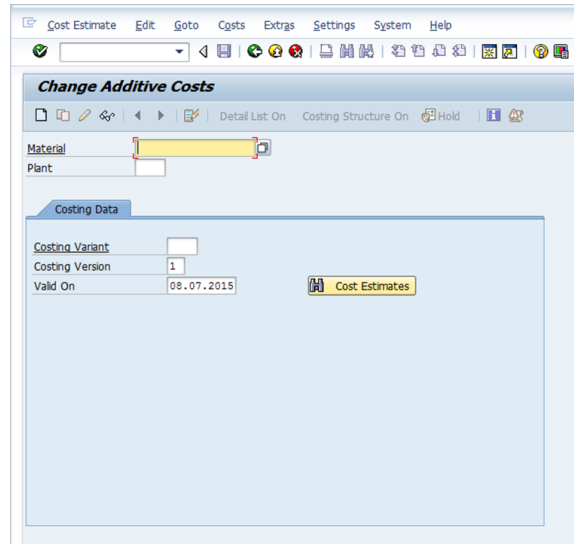 Cost Estimate Edit Goto Costs Extras Settings System Help
Change Additive Costs
Detail List On Costing Structure On Hold
Material
Plant
Costing Data
Costing Variant
Costing Version 1
Valid On 08.07.2015 Cost Estimates